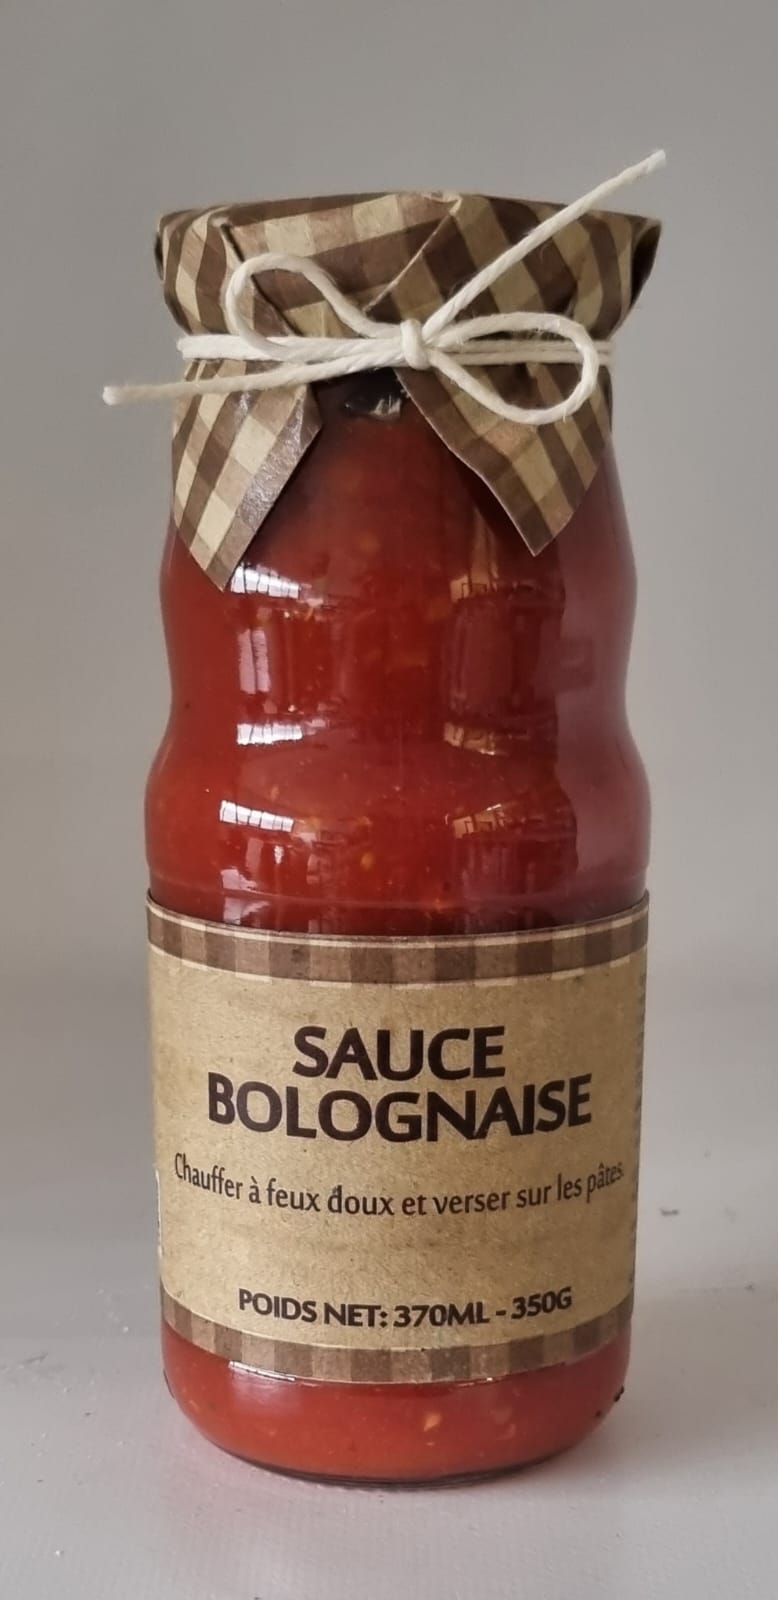 SAUCE
BOLOGNAISE
Chauffer à feux doux et verser sur les pâtes.
POIDS NET: 370ML - 350G